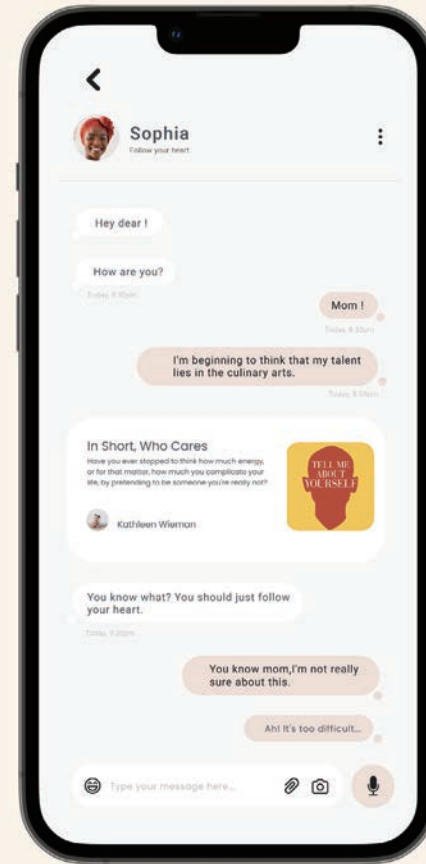 Sophia
Follow your heart
Hey dear !
How are you?
Mom !
I'm beginning to think that my talent
lies in the culinary arts.
In Short, Who Cares
Have you ever stopped to think how much energy,
or for that matter, how much you complicate your
life, by pretending to be someone you're really not?
TELL ME
ABOUT
YOURSELF
Kathleen Wieman
You know what? You should just follow
your heart.
You know mom,I'm not really
sure about this.
Ah! It's too difficult...
Type your message here...